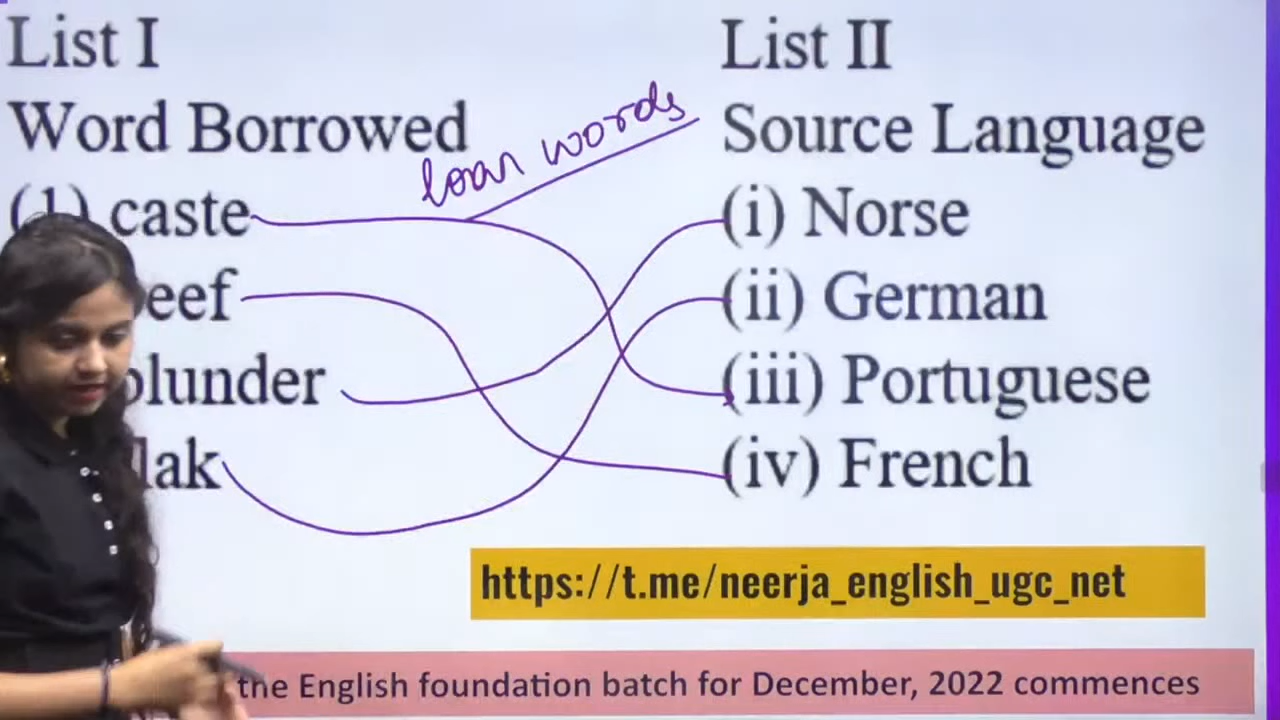 List I
List II
Word Borrowed
loan words
Source Language
(1) caste
(i) Norse
eef
(ii) German
plunder
(iii) Portuguese
lak
(iv) French
https://t.me/neerja_english_ugc_net
the English foundation batch for December, 2022 commences